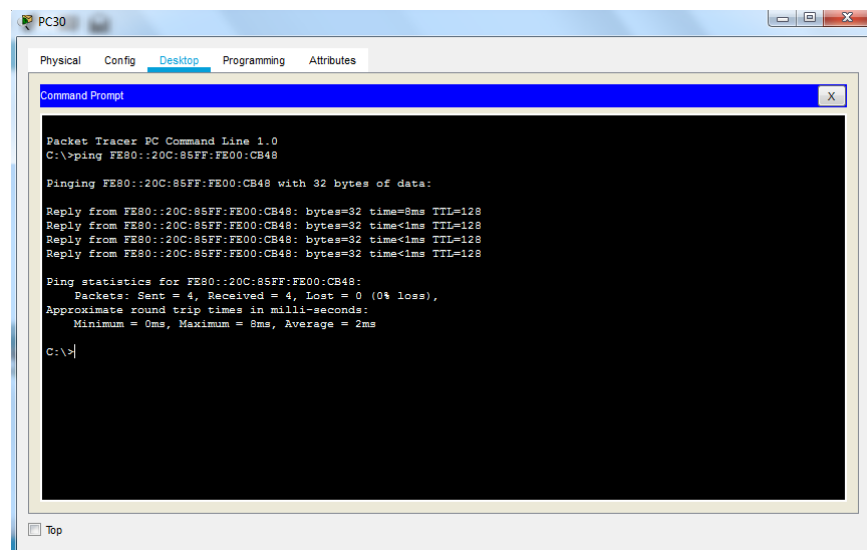 PC30
Physical Config Desktop Programming Attributes
Command Prompt
X
Packet Tracer PC Command Line 1.0
C:\>ping FE80::20C:85FF:FE00:CB48
Pinging FE80::20C:85FF:FE00:CB48 with 32 bytes of data:
Reply from FE80::20C:85FF:FE00:CB48: bytes=32 time=8ms TTL=128
Reply from FE80::20C:85FF:FE00:CB48: bytes=32 time<1ms TTL=128
Reply from FE80::20C:85FF:FE00:CB48: bytes=32 time<1ms TTL=128
Reply from FE80::20C:85FF:FE00:CB48: bytes=32 time<1ms TTL=128
Ping statistics for FE80::20C:85FF:FE00:CB48:
Packets: Sent = 4, Received = 4, Lost = 0 (0% loss),
Approximate round trip times in milli-seconds:
Minimum = 0ms, Maximum = 8ms, Average = 2ms
C:\>
Top